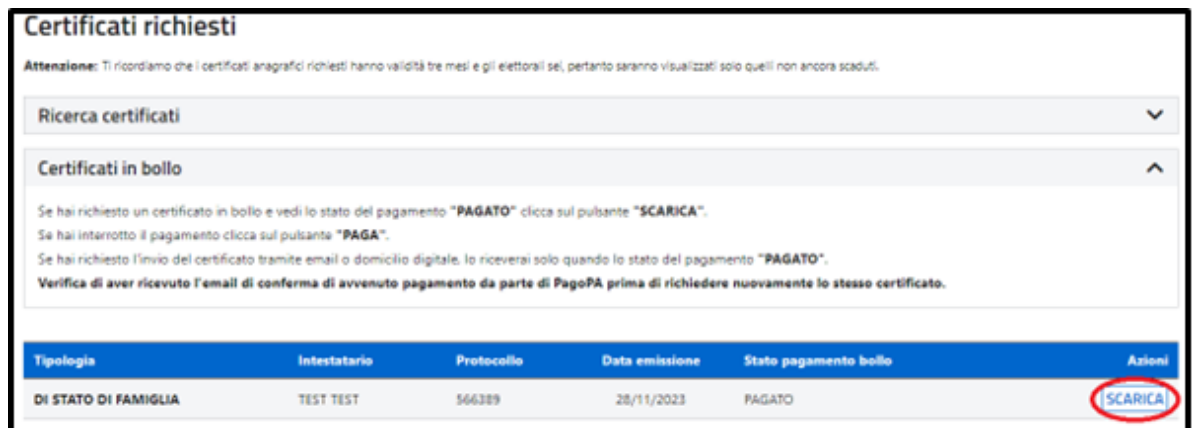 Certificati richiesti
Attenzione: Ti ricordiamo che i certificati anagrafici richiesti hanno validità tre mesi e gli elettorali sei, pertanto saranno visualizzati solo quelli non ancora scaduti.
Ricerca certificati
Certificati in bollo
Se hai richiesto un certificato in bollo e vedi lo stato del pagamento "PAGATO" clicca sul pulsante "SCARICA".
Se hai interrotto il pagamento clicca sul pulsante "PAGA".
Se hai richiesto l'invio del certificato tramite email o domicilio digitale, lo riceverai solo quando lo stato del pagamento "PAGATO".
Verifica di aver ricevuto l'email di conferma di avvenuto pagamento da parte di PagoPA prima di richiedere nuovamente lo stesso certificato.
Tipologia Intestatario Protocollo Data emissione Stato pagamento bollo Azioni
DI STATO DI FAMIGLIA TEST TEST 566389 28/11/2023 PAGATO SCARICA